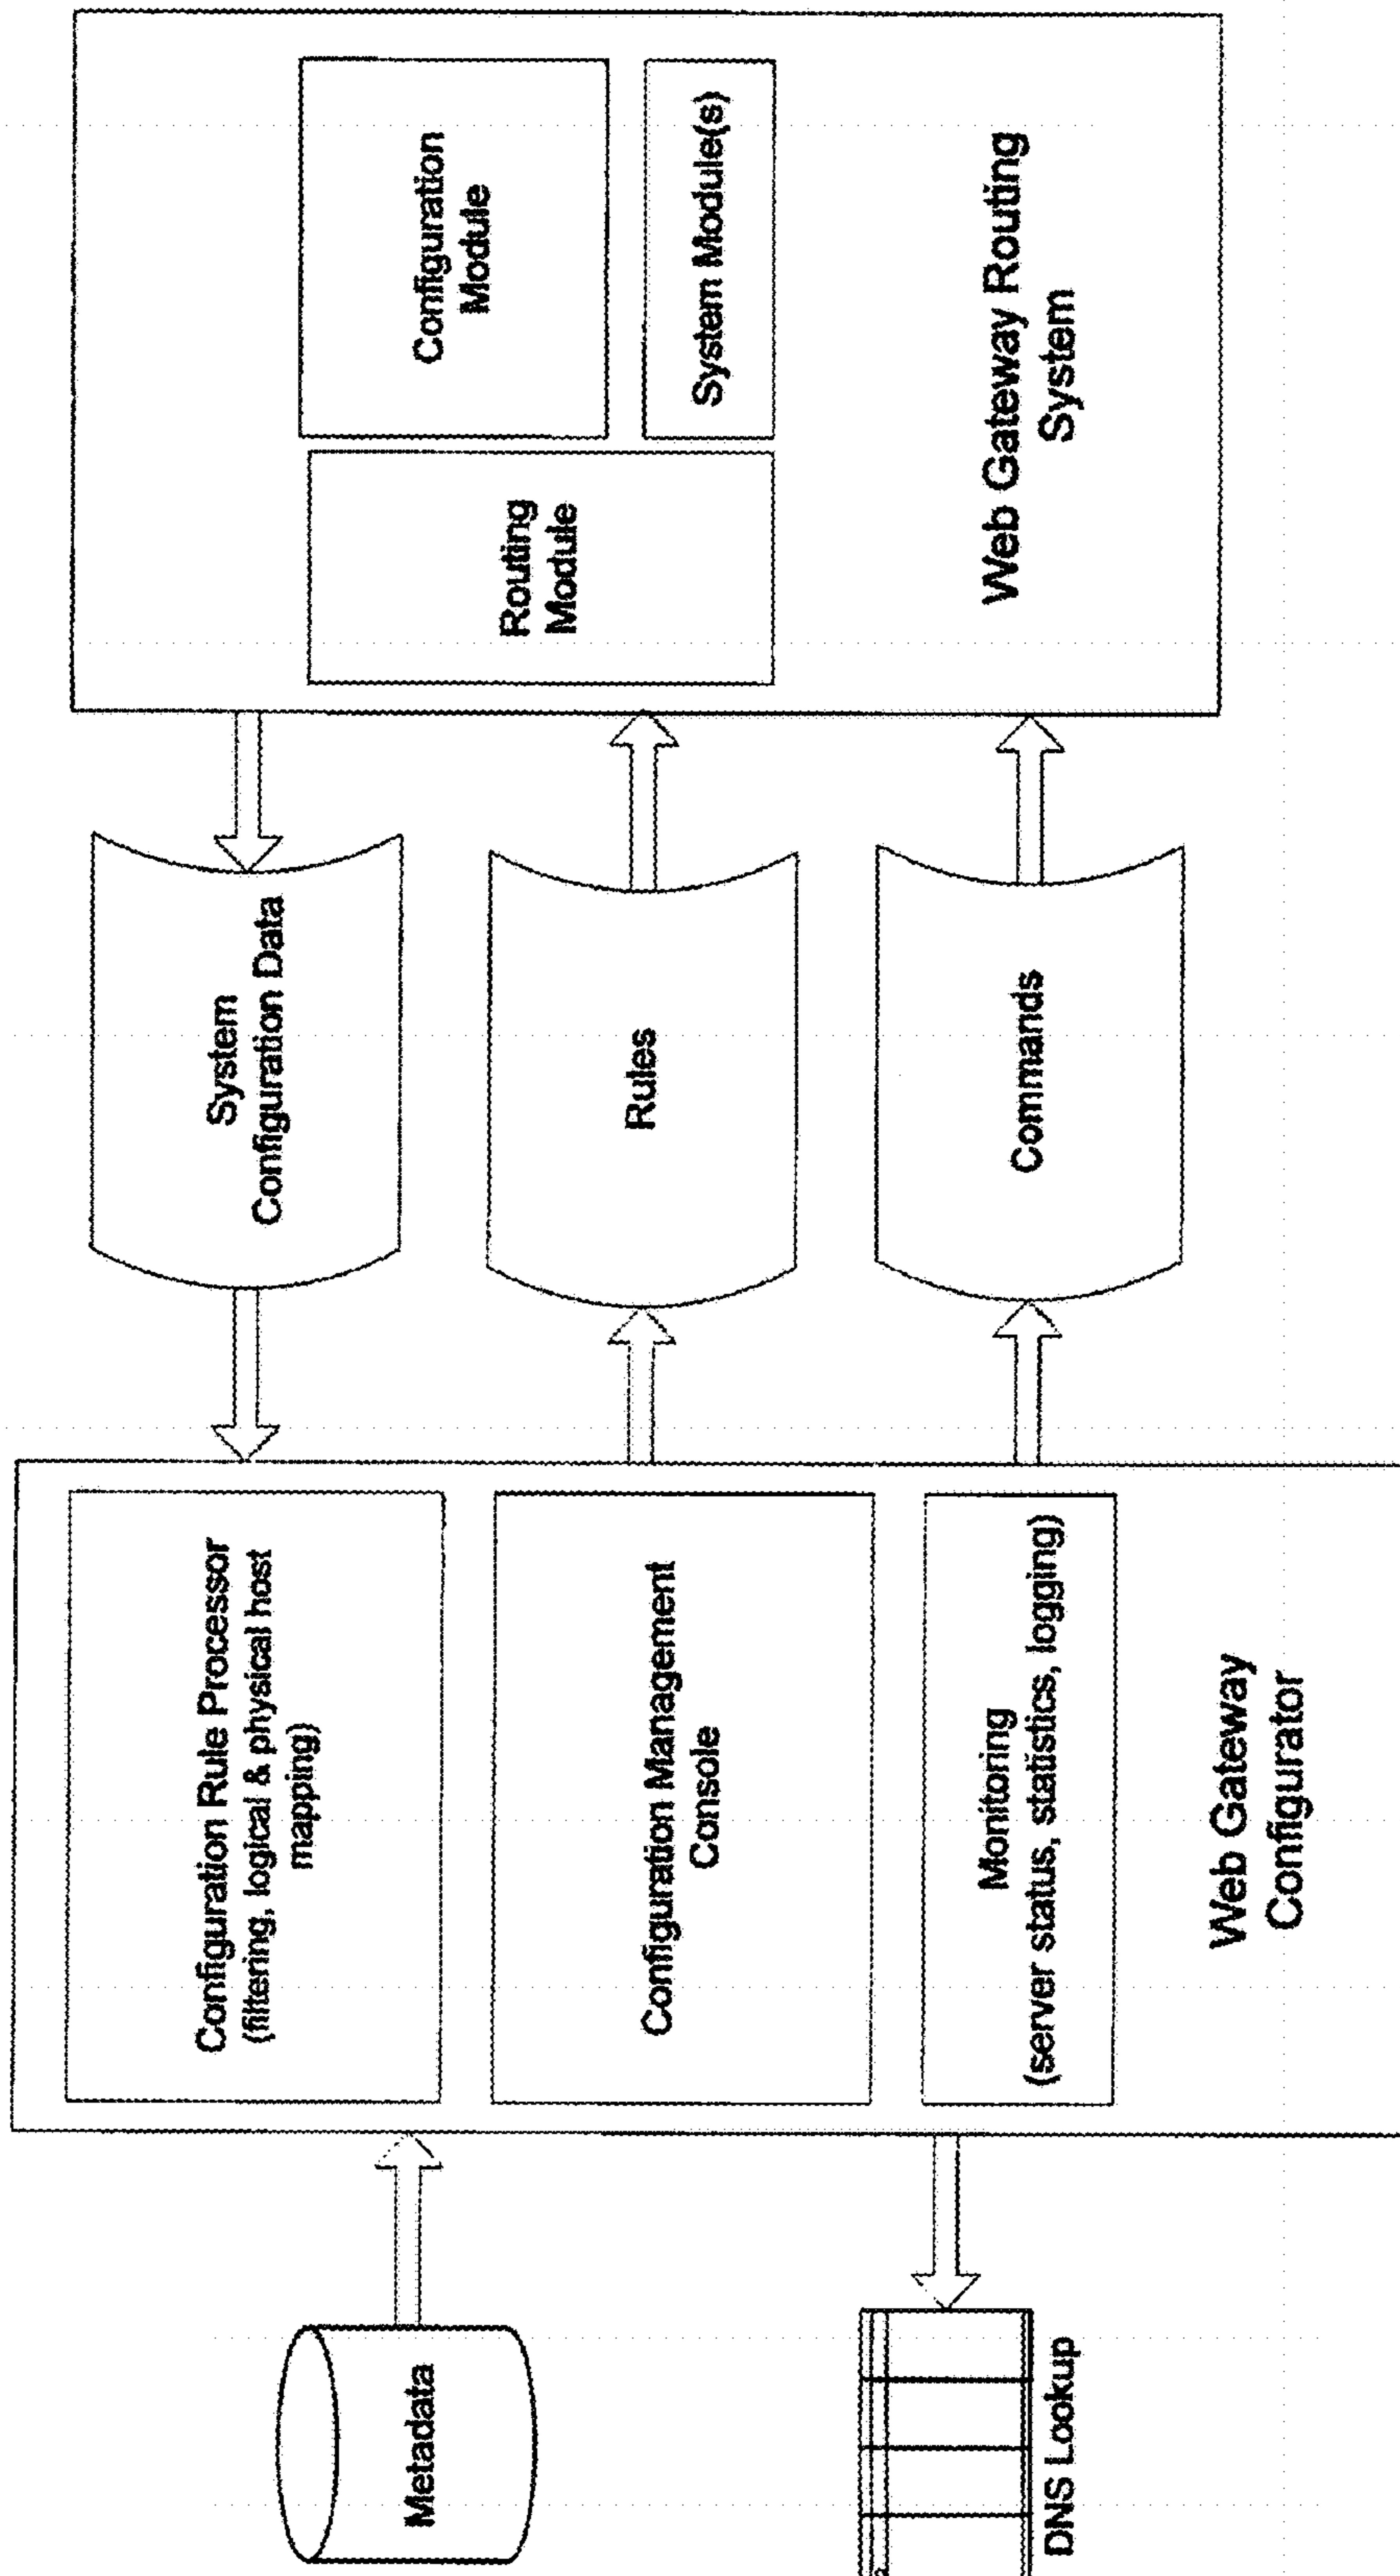 Metadata
DNS Lookup
Configuration Rule Processor
(filtering, logical & physical host
mapping)
Configuration Management
Console
Monitoring
(server status, statistics, logging)
Web Gateway
Configurator
System
Configuration Data
Rules
Commands
Routing
Module
Configuration
Module
System Module(s)
Web Gateway Routing
System